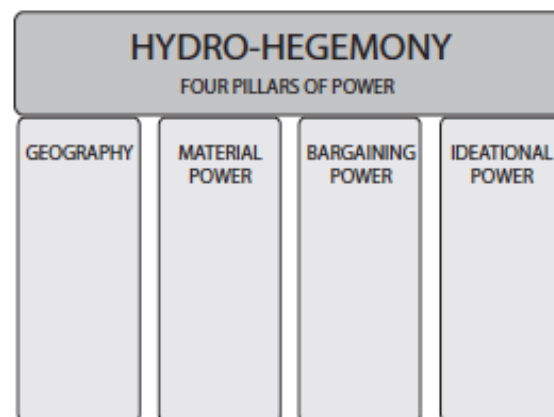 HYDRO-HEGEMONY
FOUR PILLARS OF POWER
GEOGRAPHY
MATERIAL
POWER
BARGAINING
POWER
IDEATIONAL
POWER